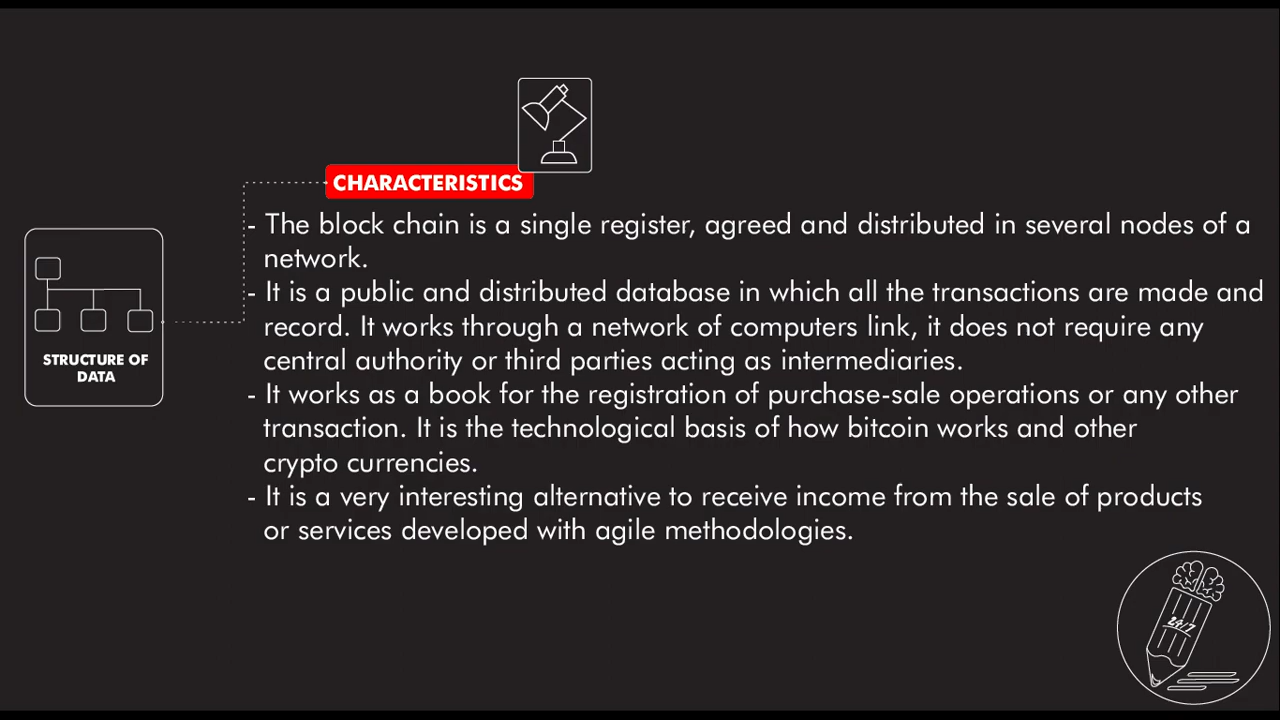 CHARACTERISTICS
- The block chain is a single register, agreed and distributed in several nodes of a
network.
- It is a public and distributed database in which all the transactions are made and
record. It works through a network of computers link, it does not require any
central authority or third parties acting as intermediaries.
- It works as a book for the registration of purchase-sale operations or any other
transaction. It is the technological basis of how bitcoin works and other
crypto currencies.
- It is a very interesting alternative to receive income from the sale of products
or services developed with agile methodologies.
STRUCTURE OF
DATA
24/7